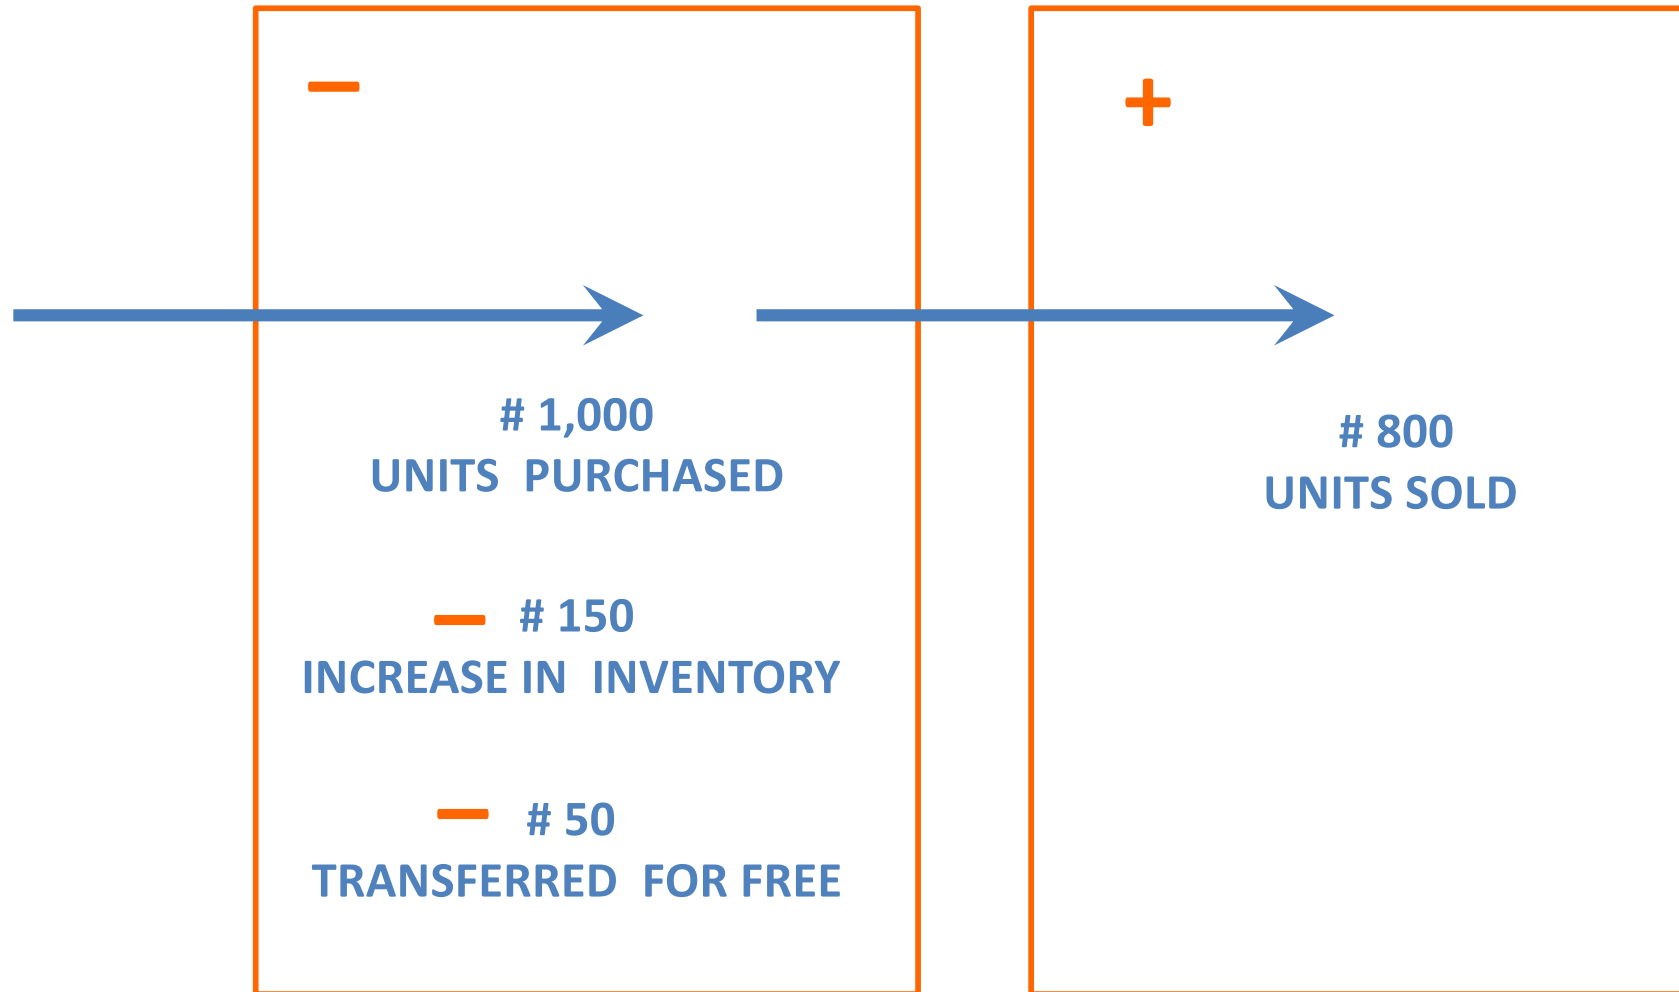 –
+
# 1,000
UNITS PURCHASED
– # 150
INCREASE IN INVENTORY
– # 50
TRANSFERRED FOR FREE
# 800
UNITS SOLD